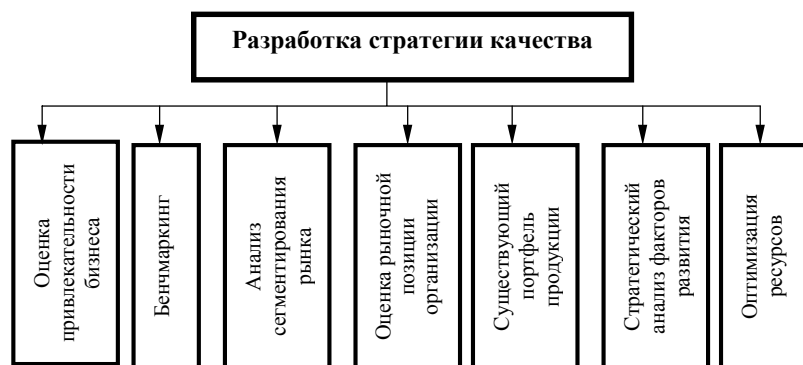 Разработка стратегии качества
Оценка
привлекательности
бизнеса
Бенчмаркинг
Анализ
сегментирования
рынка
Оценка рыночной
позиции
организации
Существующий
портфель
продукции
Стратегический
анализ факторов
развития
Оптимизация
ресурсов